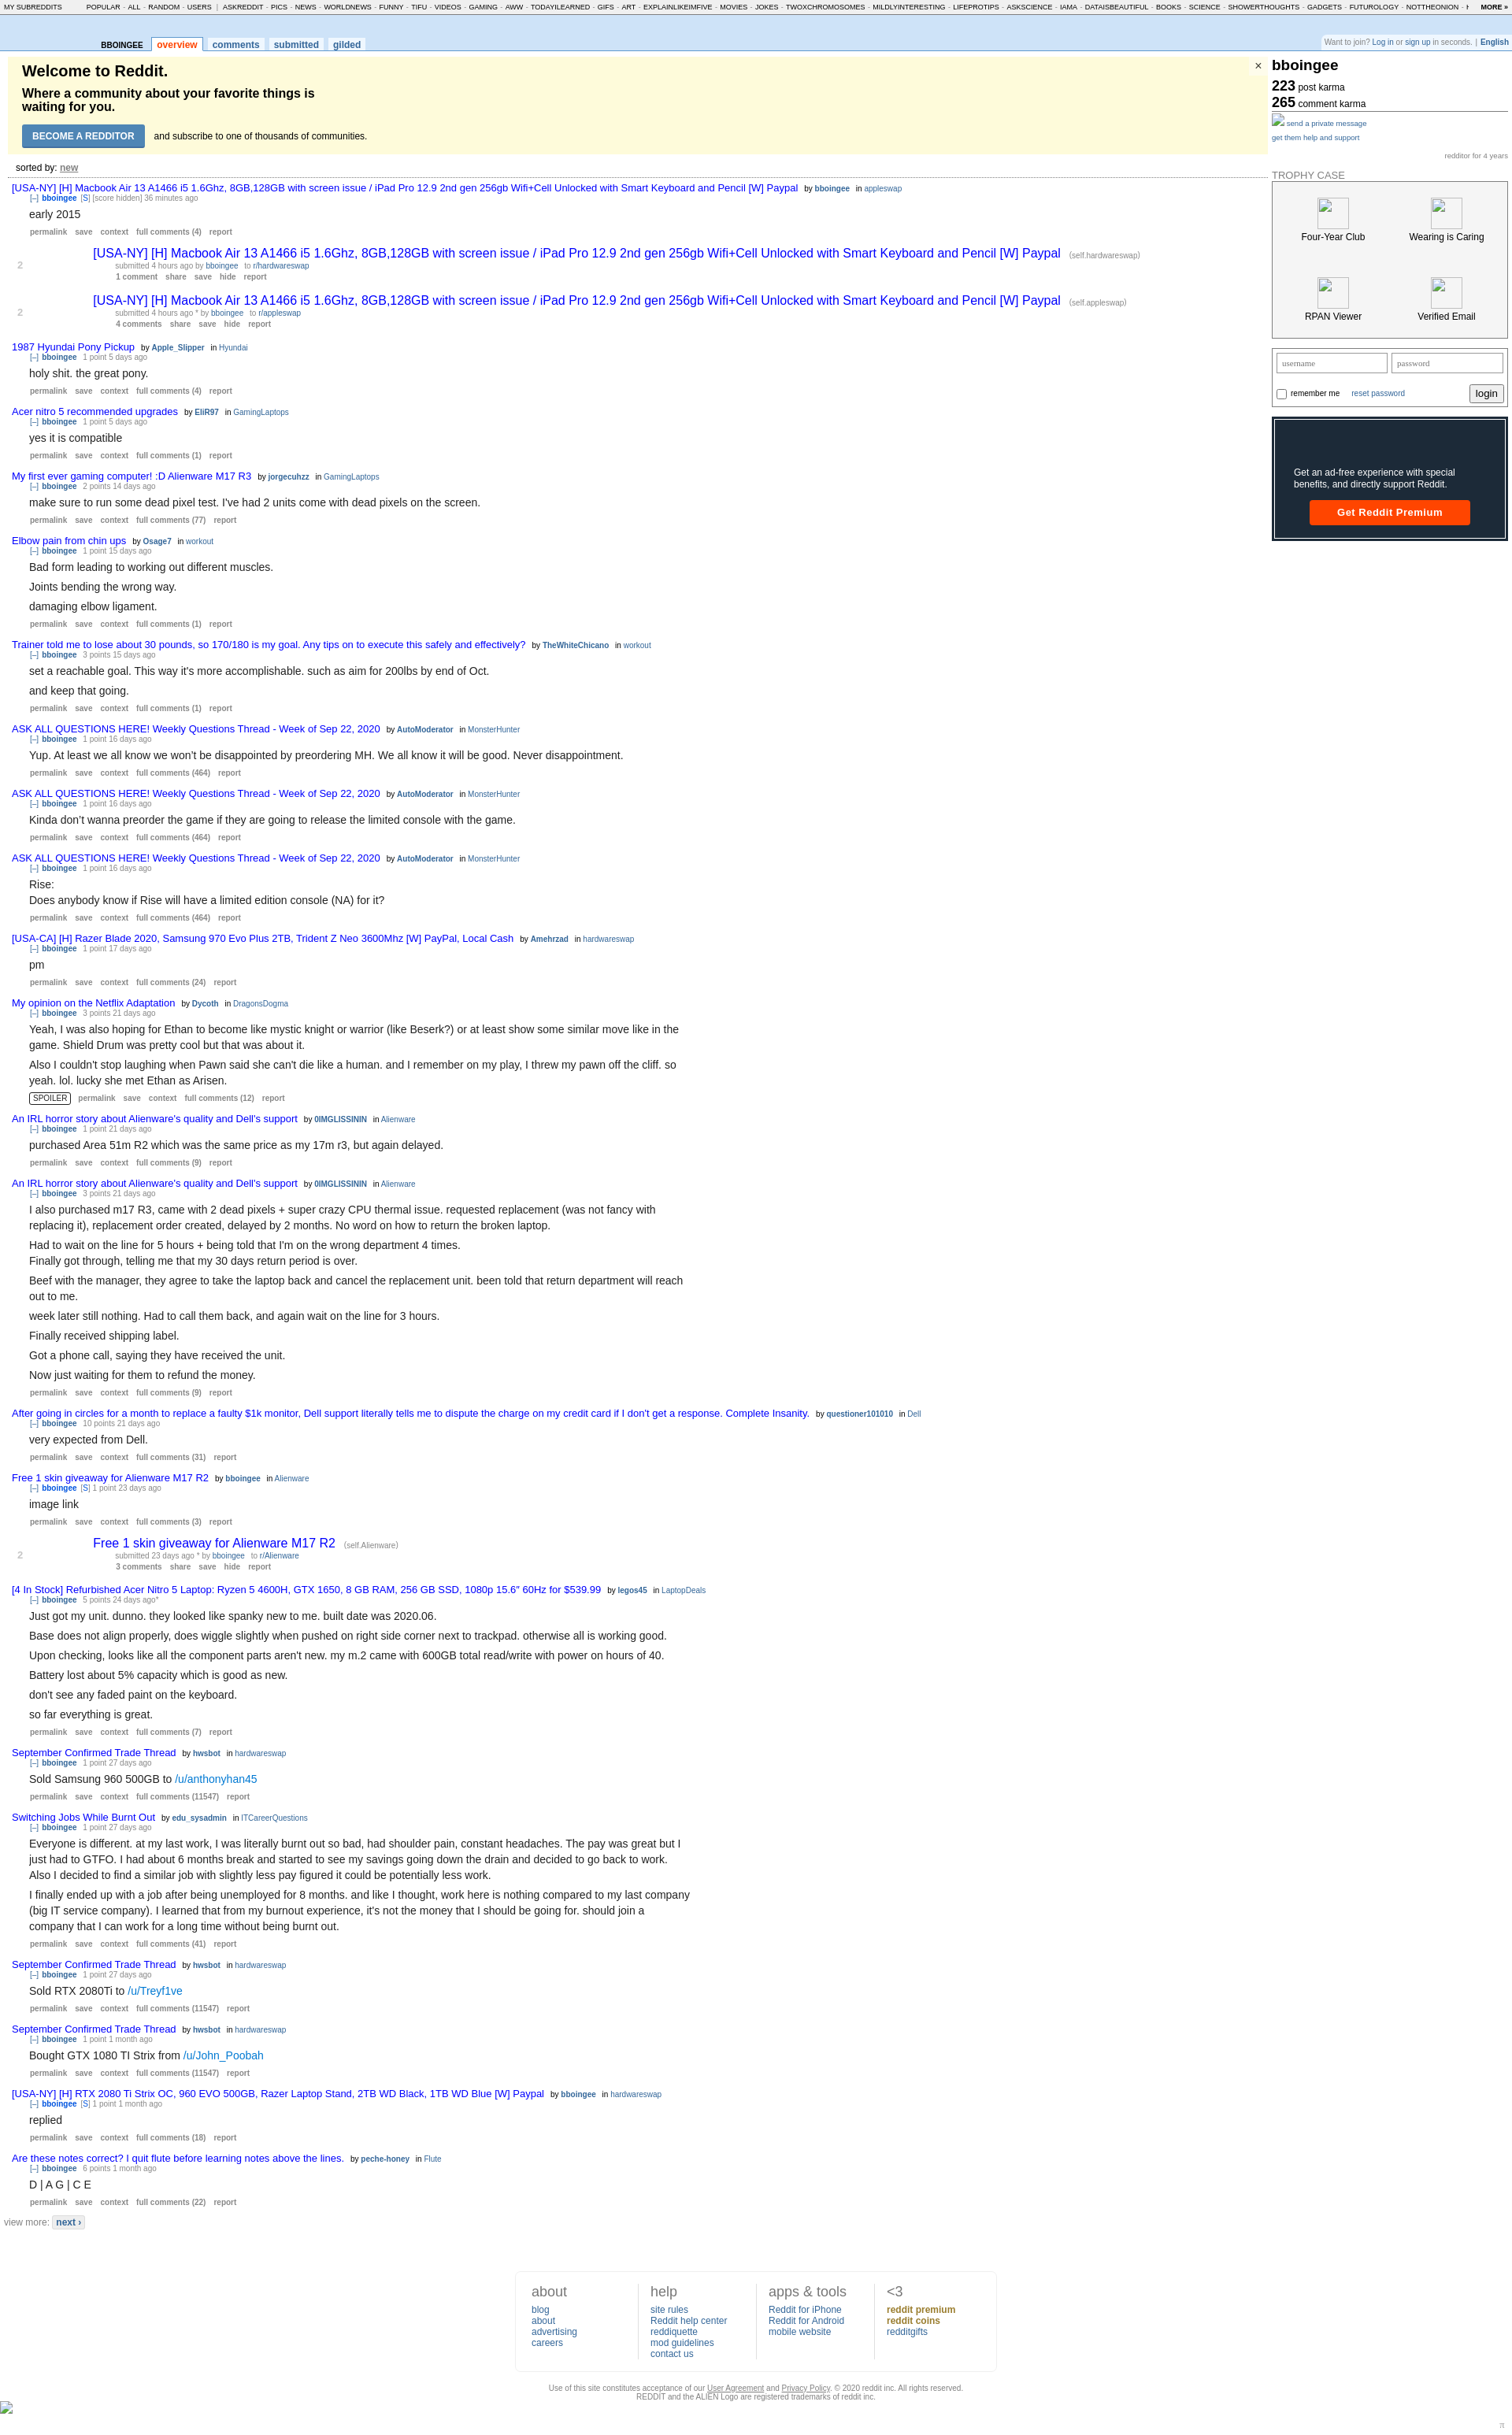 MY SUBREDDITS POPULAR - ALL - RANDOM - USERS | ASKREDDIT - PICS - NEWS - WORLDNEWS - FUNNY - TIFU - VIDEOS - GAMING - AWW - TODAYILEARNED - GIFS - ART - EXPLAINLIKEIMFIVE - MOVIES - JOKES - TWOXCHROMOSOMES - MILDLYINTERESTING - LIFEPROTIPS - ASKSCIENCE - IAMA - DATAISBEAUTIFUL - BOOKS - SCIENCE - SHOWERTHOUGHTS - GADGETS - FUTUROLOGY - NOTTHEONION - MORE »
BBOINGEE overview comments submitted gilded
Want to join? Log in or sign up in seconds. | English
Welcome to Reddit.
×
Where a community about your favorite things is
waiting for you.
BECOME A REDDITOR and subscribe to one of thousands of communities.
sorted by: new
[USA-NY] [H] Macbook Air 13 A1466 i5 1.6Ghz, 8GB,128GB with screen issue / iPad Pro 12.9 2nd gen 256gb Wifi+Cell Unlocked with Smart Keyboard and Pencil [W] Paypal by bboingee in appleswap
[–] bboingee [S] [score hidden] 36 minutes ago
early 2015
permalink save context full comments (4) report
[USA-NY] [H] Macbook Air 13 A1466 i5 1.6Ghz, 8GB,128GB with screen issue / iPad Pro 12.9 2nd gen 256gb Wifi+Cell Unlocked with Smart Keyboard and Pencil [W] Paypal (self.hardwareswap)
2
submitted 4 hours ago by bboingee to r/hardwareswap
1 comment share save hide report
[USA-NY] [H] Macbook Air 13 A1466 i5 1.6Ghz, 8GB,128GB with screen issue / iPad Pro 12.9 2nd gen 256gb Wifi+Cell Unlocked with Smart Keyboard and Pencil [W] Paypal (self.appleswap)
2
submitted 4 hours ago * by bboingee to r/appleswap
4 comments share save hide report
1987 Hyundai Pony Pickup by Apple_Slipper in Hyundai
[–] bboingee 1 point 5 days ago
holy shit. the great pony.
permalink save context full comments (4) report
Acer nitro 5 recommended upgrades by EliR97 in GamingLaptops
[–] bboingee 1 point 5 days ago
yes it is compatible
permalink save context full comments (1) report
My first ever gaming computer! :D Alienware M17 R3 by jorgecuhzz in GamingLaptops
[–] bboingee 2 points 14 days ago
make sure to run some dead pixel test. I've had 2 units come with dead pixels on the screen.
permalink save context full comments (77) report
Elbow pain from chin ups by Osage7 in workout
[–] bboingee 1 point 15 days ago
Bad form leading to working out different muscles.
Joints bending the wrong way.
damaging elbow ligament.
permalink save context full comments (1) report
Trainer told me to lose about 30 pounds, so 170/180 is my goal. Any tips on to execute this safely and effectively? by TheWhiteChicano in workout
[–] bboingee 3 points 15 days ago
set a reachable goal. This way it's more accomplishable. such as aim for 200lbs by end of Oct.
and keep that going.
permalink save context full comments (1) report
ASK ALL QUESTIONS HERE! Weekly Questions Thread - Week of Sep 22, 2020 by AutoModerator in MonsterHunter
[–] bboingee 1 point 16 days ago
Yup. At least we all know we won’t be disappointed by preordering MH. We all know it will be good. Never disappointment.
permalink save context full comments (464) report
ASK ALL QUESTIONS HERE! Weekly Questions Thread - Week of Sep 22, 2020 by AutoModerator in MonsterHunter
[–] bboingee 1 point 16 days ago
Kinda don’t wanna preorder the game if they are going to release the limited console with the game.
permalink save context full comments (464) report
ASK ALL QUESTIONS HERE! Weekly Questions Thread - Week of Sep 22, 2020 by AutoModerator in MonsterHunter
[–] bboingee 1 point 16 days ago
Rise:
Does anybody know if Rise will have a limited edition console (NA) for it?
permalink save context full comments (464) report
[USA-CA] [H] Razer Blade 2020, Samsung 970 Evo Plus 2TB, Trident Z Neo 3600Mhz [W] PayPal, Local Cash by Amehrzad in hardwareswap
[–] bboingee 1 point 17 days ago
pm
permalink save context full comments (24) report
My opinion on the Netflix Adaptation by Dycoth in DragonsDogma
[–] bboingee 3 points 21 days ago
Yeah, I was also hoping for Ethan to become like mystic knight or warrior (like Beserk?) or at least show some similar move like in the
game. Shield Drum was pretty cool but that was about it.
Also I couldn't stop laughing when Pawn said she can't die like a human. and I remember on my play, I threw my pawn off the cliff. so
yeah. lol. lucky she met Ethan as Arisen.
SPOILER permalink save context full comments (12) report
An IRL horror story about Alienware's quality and Dell's support by 0IMGLISSININ in Alienware
[–] bboingee 1 point 21 days ago
purchased Area 51m R2 which was the same price as my 17m r3, but again delayed.
permalink save context full comments (9) report
An IRL horror story about Alienware's quality and Dell's support by 0IMGLISSININ in Alienware
[–] bboingee 3 points 21 days ago
I also purchased m17 R3, came with 2 dead pixels + super crazy CPU thermal issue. requested replacement (was not fancy with
replacing it), replacement order created, delayed by 2 months. No word on how to return the broken laptop.
Had to wait on the line for 5 hours + being told that I'm on the wrong department 4 times.
Finally got through, telling me that my 30 days return period is over.
Beef with the manager, they agree to take the laptop back and cancel the replacement unit. been told that return department will reach
out to me.
week later still nothing. Had to call them back, and again wait on the line for 3 hours.
Finally received shipping label.
Got a phone call, saying they have received the unit.
Now just waiting for them to refund the money.
permalink save context full comments (9) report
After going in circles for a month to replace a faulty $1k monitor, Dell support literally tells me to dispute the charge on my credit card if I don't get a response. Complete Insanity. by questioner101010 in Dell
[–] bboingee 10 points 21 days ago
very expected from Dell.
permalink save context full comments (31) report
Free 1 skin giveaway for Alienware M17 R2 by bboingee in Alienware
[–] bboingee [S] 1 point 23 days ago
image link
permalink save context full comments (3) report
Free 1 skin giveaway for Alienware M17 R2 (self.Alienware)
2
submitted 23 days ago * by bboingee to r/Alienware
3 comments share save hide report
[4 In Stock] Refurbished Acer Nitro 5 Laptop: Ryzen 5 4600H, GTX 1650, 8 GB RAM, 256 GB SSD, 1080p 15.6″ 60Hz for $539.99 by legos45 in LaptopDeals
[–] bboingee 5 points 24 days ago*
Just got my unit. dunno. they looked like spanky new to me. built date was 2020.06.
Base does not align properly, does wiggle slightly when pushed on right side corner next to trackpad. otherwise all is working good.
Upon checking, looks like all the component parts aren't new. my m.2 came with 600GB total read/write with power on hours of 40.
Battery lost about 5% capacity which is good as new.
don't see any faded paint on the keyboard.
so far everything is great.
permalink save context full comments (7) report
September Confirmed Trade Thread by hwsbot in hardwareswap
[–] bboingee 1 point 27 days ago
Sold Samsung 960 500GB to /u/anthonyhan45
permalink save context full comments (11547) report
Switching Jobs While Burnt Out by edu_sysadmin in ITCareerQuestions
[–] bboingee 1 point 27 days ago
Everyone is different. at my last work, I was literally burnt out so bad, had shoulder pain, constant headaches. The pay was great but I
just had to GTFO. I had about 6 months break and started to see my savings going down the drain and decided to go back to work.
Also I decided to find a similar job with slightly less pay figured it could be potentially less work.
I finally ended up with a job after being unemployed for 8 months. and like I thought, work here is nothing compared to my last company
(big IT service company). I learned that from my burnout experience, it's not the money that I should be going for. should join a
company that I can work for a long time without being burnt out.
permalink save context full comments (41) report
September Confirmed Trade Thread by hwsbot in hardwareswap
[–] bboingee 1 point 27 days ago
Sold RTX 2080Ti to /u/Treyf1ve
permalink save context full comments (11547) report
September Confirmed Trade Thread by hwsbot in hardwareswap
[–] bboingee 1 point 1 month ago
Bought GTX 1080 TI Strix from /u/John_Poobah
permalink save context full comments (11547) report
[USA-NY] [H] RTX 2080 Ti Strix OC, 960 EVO 500GB, Razer Laptop Stand, 2TB WD Black, 1TB WD Blue [W] Paypal by bboingee in hardwareswap
[–] bboingee [S] 1 point 1 month ago
replied
permalink save context full comments (18) report
Are these notes correct? I quit flute before learning notes above the lines. by peche-honey in Flute
[–] bboingee 6 points 1 month ago
D | A G | C E
permalink save context full comments (22) report
view more: next ›
bboingee
223 post karma
265 comment karma
send a private message
get them help and support
redditor for 4 years
TROPHY CASE
Four-Year Club Wearing is Caring
RPAN Viewer Verified Email
username password
remember me reset password login
Get an ad-free experience with special
benefits, and directly support Reddit.
Get Reddit Premium
about
blog
about
advertising
careers
help
site rules
Reddit help center
reddiquette
mod guidelines
contact us
apps & tools
Reddit for iPhone
Reddit for Android
mobile website
<3
reddit premium
reddit coins
redditgifts
Use of this site constitutes acceptance of our User Agreement and Privacy Policy. © 2020 reddit inc. All rights reserved.
REDDIT and the ALIEN Logo are registered trademarks of reddit inc.
π